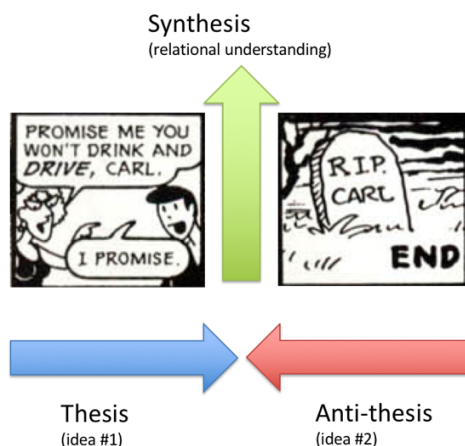 Synthesis
(relational understanding)
PROMISE ME YOU
WON'T DRINK AND
DRIVE, CARL.
I PROMISE.
R.I.P.
CARL
END
Thesis
(idea #1)
Anti-thesis
(idea #2)